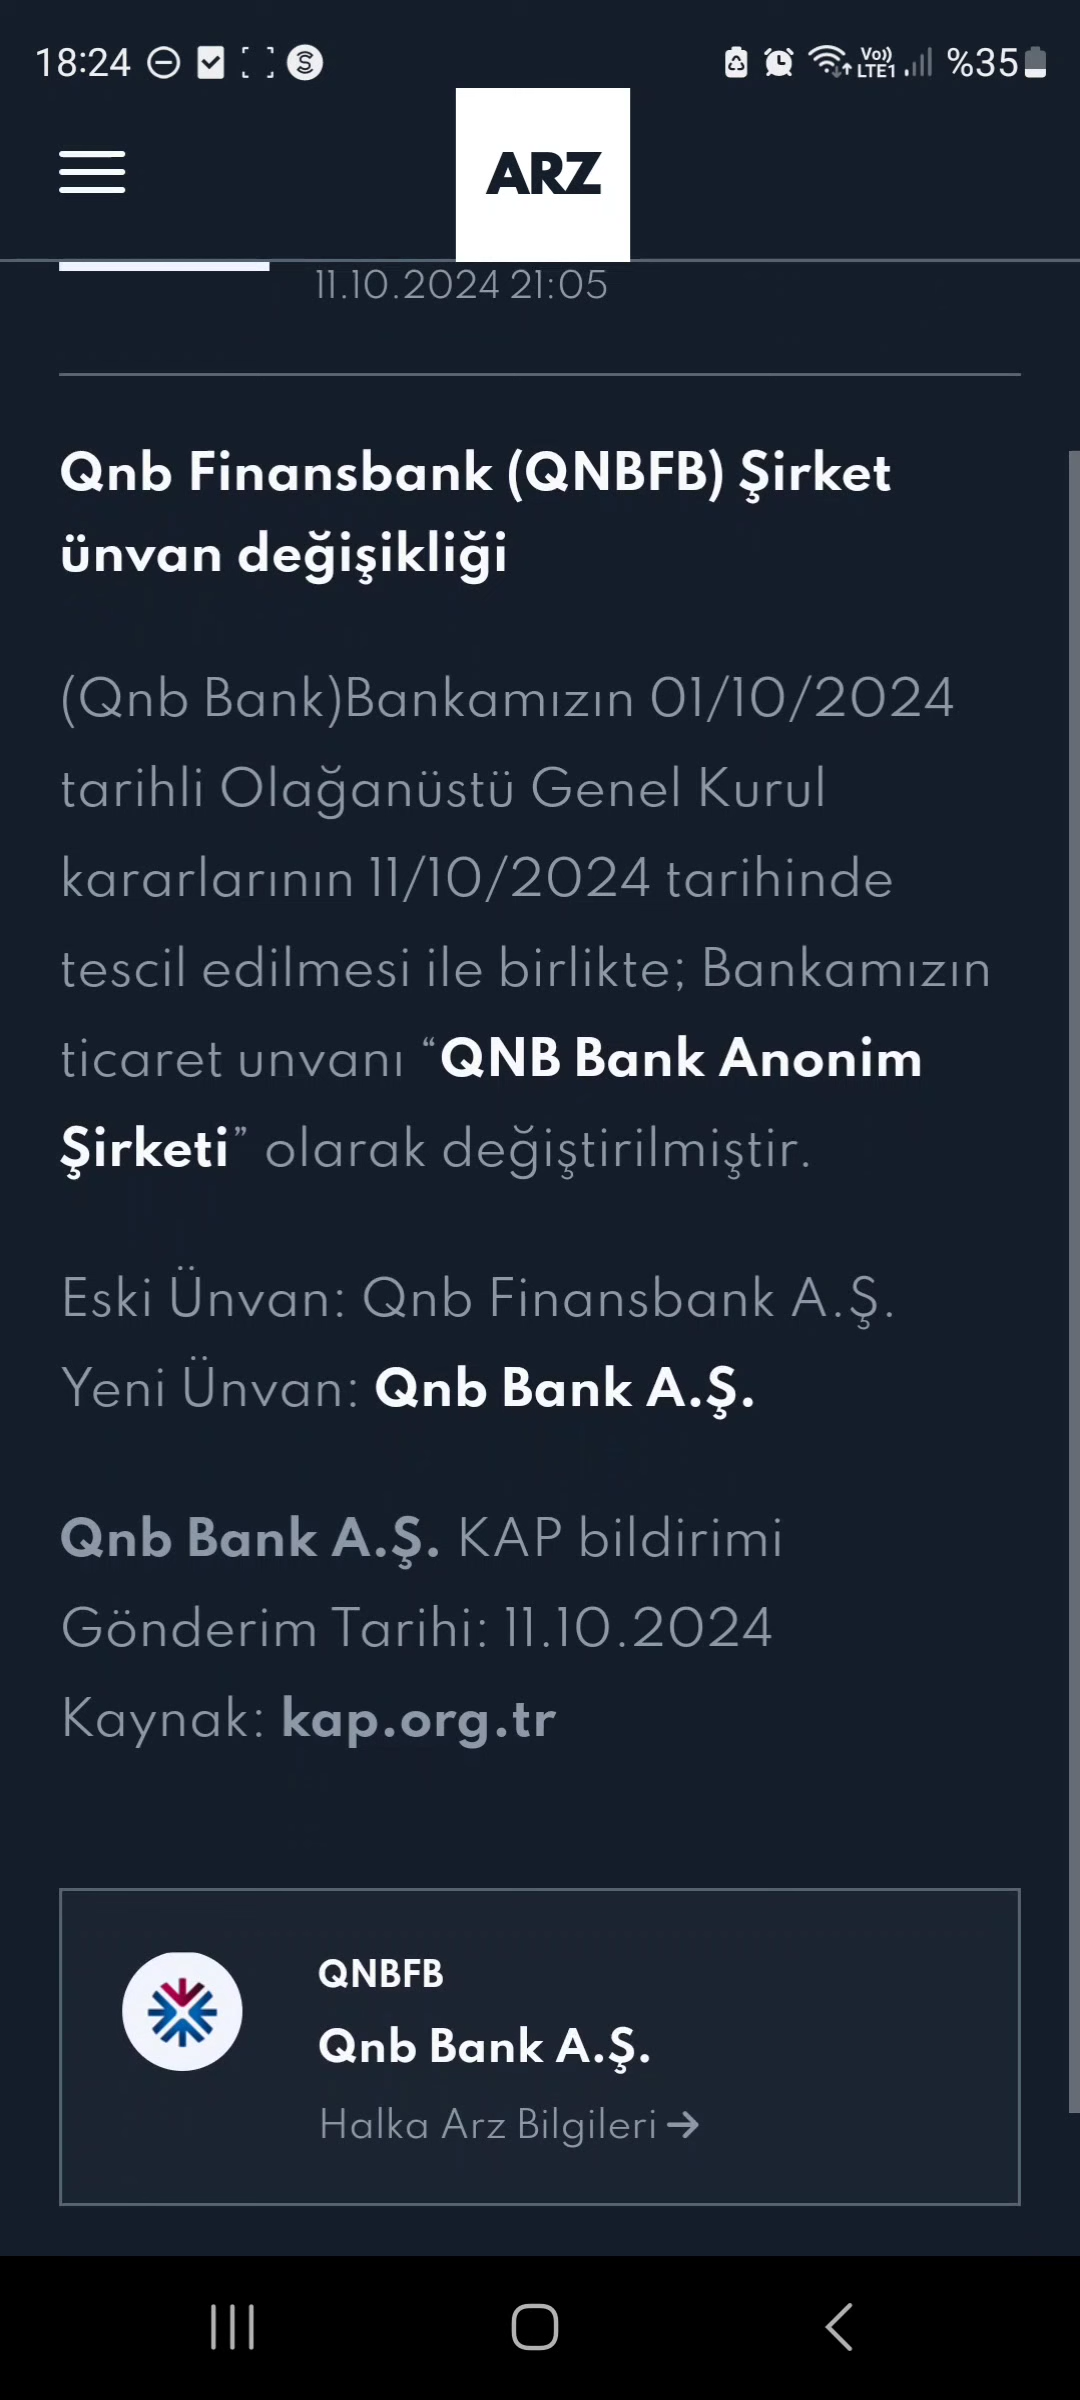 18:24
Vo)) LTE1 %35
ARZ
11.10.2024 21:05
Qnb Finansbank (QNBFB) Şirket
ünvan değişikliği
(Qnb Bank)Bankamızın 01/10/2024
tarihli Olağanüstü Genel Kurul
kararlarının 11/10/2024 tarihinde
tescil edilmesi ile birlikte; Bankamızın
ticaret unvanı “QNB Bank Anonim
Şirketi” olarak değiştirilmiştir.
Eski Ünvan: Qnb Finansbank A.Ş.
Yeni Ünvan: Qnb Bank A.Ş.
Qnb Bank A.Ş. KAP bildirimi
Gönderim Tarihi: 11.10.2024
Kaynak: kap.org.tr
QNBFB
Qnb Bank A.Ş.
Halka Arz Bilgileri →